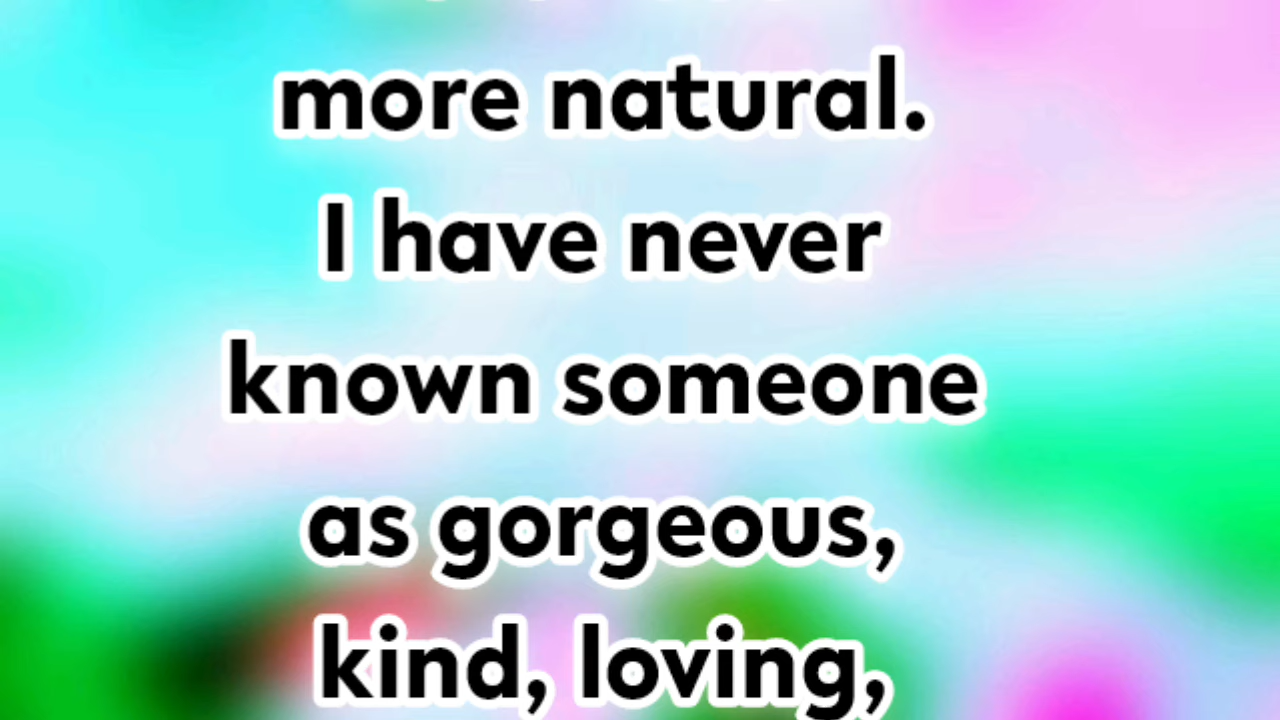 more natural.
I have never
known someone
as gorgeous,
kind, loving,